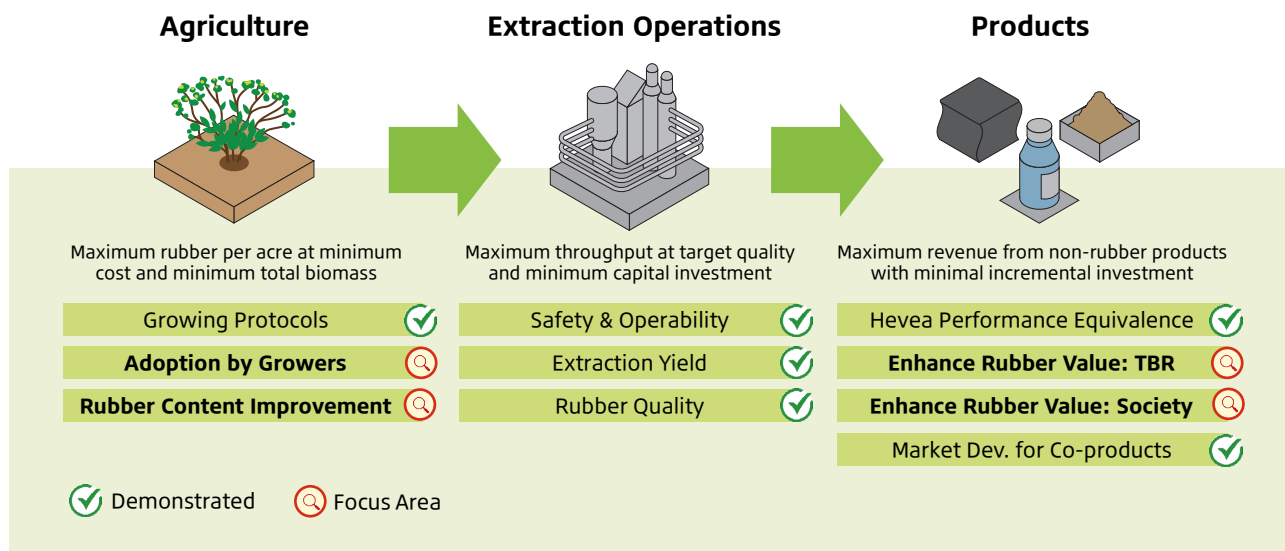 Agriculture
Extraction Operations
Products
Maximum rubber per acre at minimum
cost and minimum total biomass
Maximum throughput at target quality
and minimum capital investment
Maximum revenue from non-rubber products
with minimal incremental investment
Growing Protocols
Adoption by Growers
Rubber Content Improvement
Safety & Operability
Extraction Yield
Rubber Quality
Hevea Performance Equivalence
Enhance Rubber Value: TBR
Enhance Rubber Value: Society
Market Dev. for Co-products
Demonstrated
Focus Area